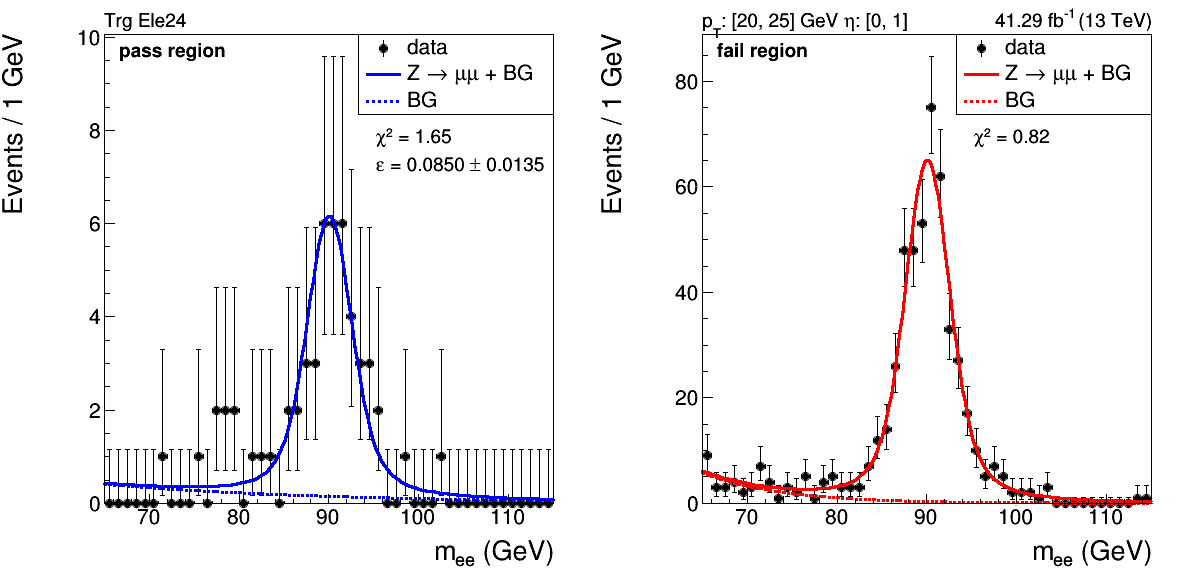 Trg Ele24
pass region
data
Z → μμ + BG
BG
χ² = 1.65
ε = 0.0850 ± 0.0135
Events / 1 GeV
0
2
4
6
8
10
70
80
90
100
110
m_ee (GeV)
p_T: [20, 25] GeV η: [0, 1]
41.29 fb⁻¹ (13 TeV)
fail region
data
Z → μμ + BG
BG
χ² = 0.82
Events / 1 GeV
0
20
40
60
80
70
80
90
100
110
m_ee (GeV)